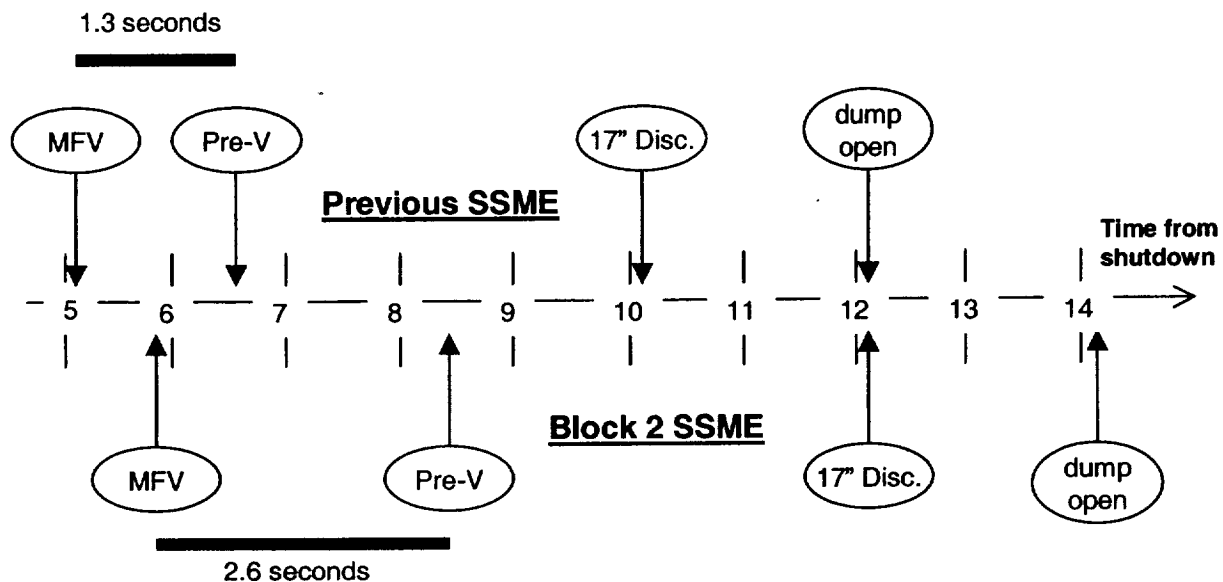 1.3 seconds
MFV
Pre-V
17" Disc.
dump
open
Previous SSME
Time from
shutdown
5 6 7 8 9 10 11 12 13 14
Block 2 SSME
MFV
Pre-V
17" Disc.
dump
open
2.6 seconds